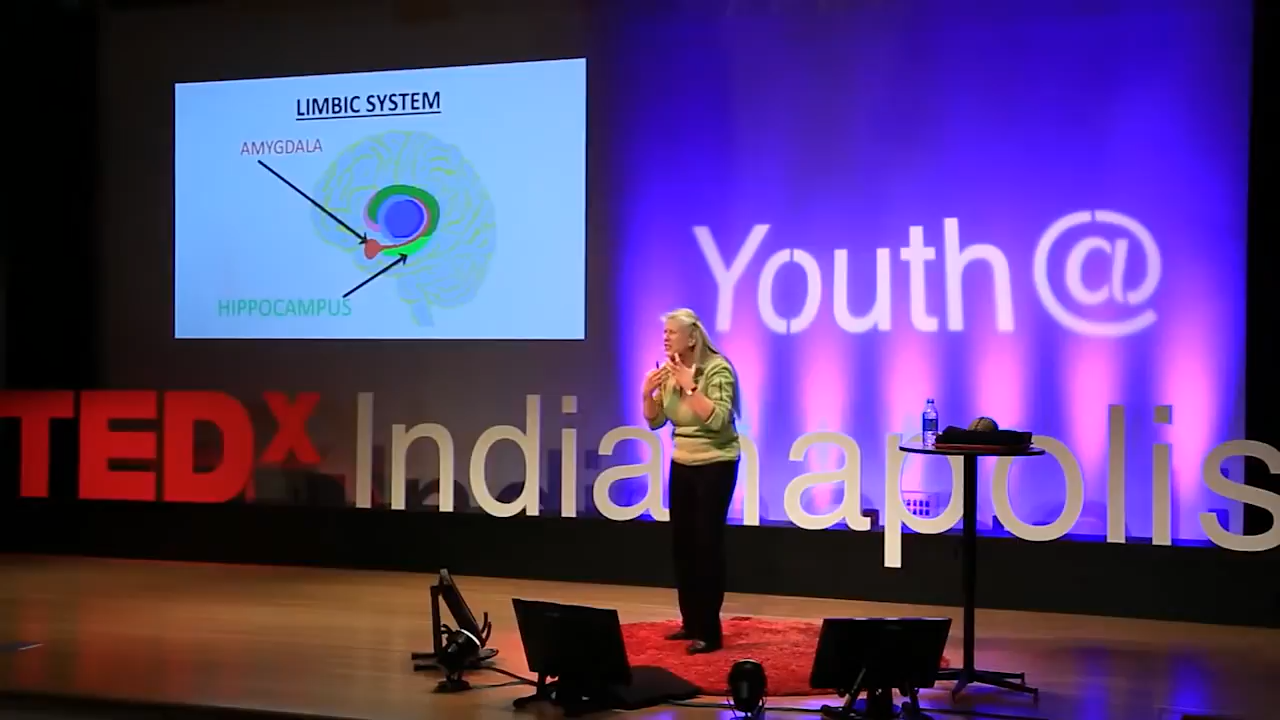 LIMBIC SYSTEM
AMYGDALA
HIPPOCAMPUS
Youth@
TEDx Indianapolis